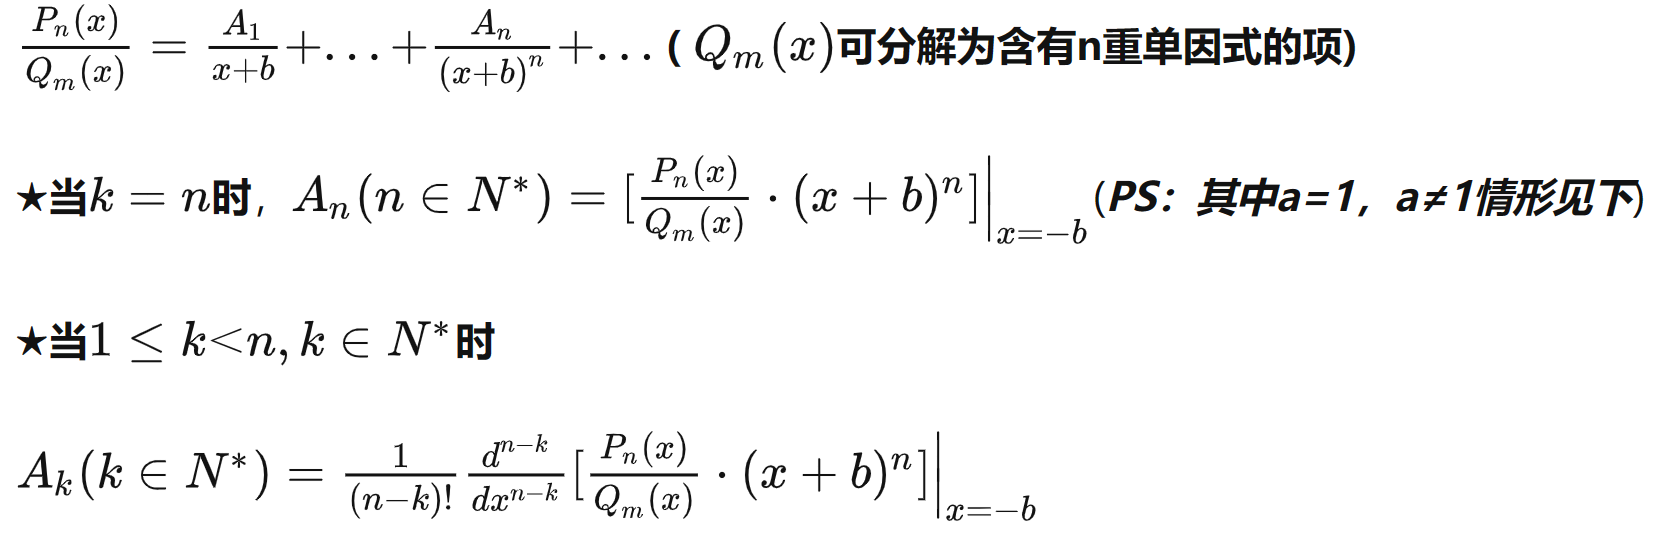 $\frac{P_n(x)}{Q_m(x)} = \frac{A_1}{x+b} + \ldots + \frac{A_n}{(x+b)^n} + \ldots$ ( $Q_m(x)$可分解为含有n重单因式的项)
★当$k = n$时, $A_n(n \in N^*) = [\frac{P_n(x)}{Q_m(x)} \cdot (x+b)^n]\Big|_{x=-b}$ (PS：其中a=1，a≠1情形见下)
★当$1 \leq k < n, k \in N^*$时
$A_k(k \in N^*) = \frac{1}{(n-k)!} \frac{d^{n-k}}{dx^{n-k}} [\frac{P_n(x)}{Q_m(x)} \cdot (x+b)^n]\Big|_{x=-b}$